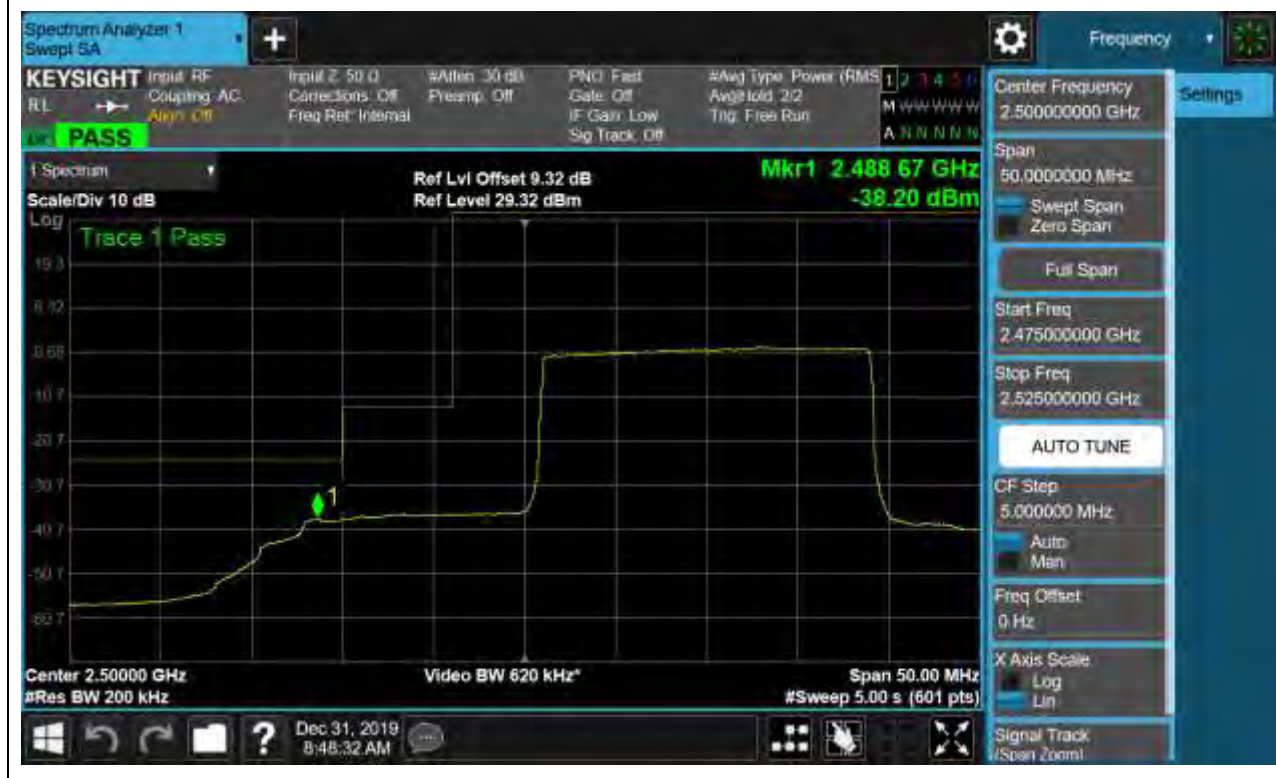 Spectrum Analyzer 1
Swept SA
Frequency
KEYSIGHT
Input: RF
Coupling: AC
Align: Off
Input Z: 50 Ω
Corrections: Off
Freq Ref: Internal
#Atten: 30 dB
Preamp: Off
PNO: Fast
Gate: Off
IF Gain: Low
Sig Track: Off
#Avg Type: Power (RMS
Avg|Hold: 2/2
Trig: Free Run
1 2 3 4 5 6
M W W W W W
A N N N N N
R L
PASS
Center Frequency
2.500000000 GHz
Settings
Span
50.0000000 MHz
Swept Span
Zero Span
Full Span
Start Freq
2.475000000 GHz
Stop Freq
2.525000000 GHz
AUTO TUNE
CF Step
5.000000 MHz
Auto
Man
Freq Offset
0 Hz
X Axis Scale
Log
Lin
Signal Track
(Span Zoom)
1 Spectrum
Scale/Div 10 dB
Ref Lvl Offset 9.32 dB
Ref Level 29.32 dBm
Mkr1 2.488 67 GHz
-38.20 dBm
Log
Trace 1 Pass
19.3
9.32
-0.68
-10.7
-20.7
-30.7
1
-40.7
-50.7
-60.7
Center 2.50000 GHz
#Res BW 200 kHz
Video BW 620 kHz*
Span 50.00 MHz
#Sweep 5.00 s (601 pts)
?
Dec 31, 2019
8:48:32 AM